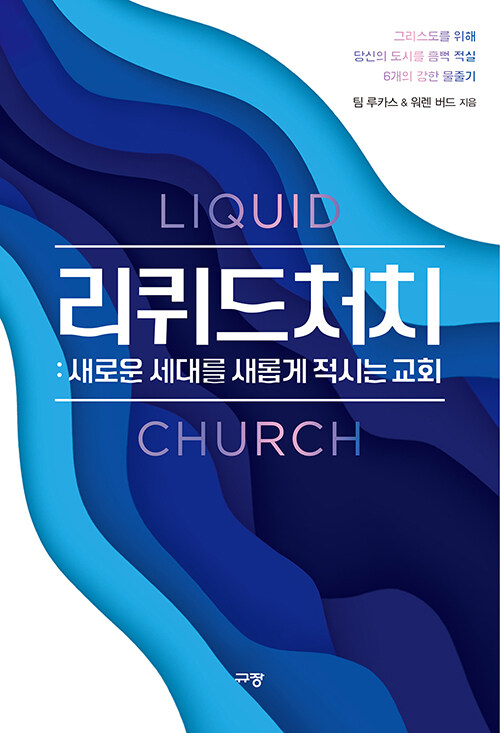 그리스도를 위해
당신의 도시를 흠뻑 적실
6개의 강한 물줄기
팀 루카스 & 워렌 버드 지음
LIQUID
리퀴드처치
: 새로운 세대를 새롭게 적시는 교회
CHURCH
규장